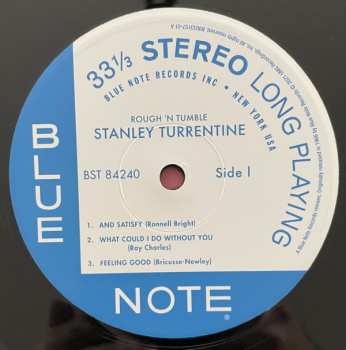 33 1/3 STEREO LONG PLAYING
BLUE NOTE RECORDS INC • NEW YORK USA
ROUGH 'N TUMBLE
STANLEY TURRENTINE
BST 84240
Side 1
1. AND SATISFY (Ronnell Bright)
2. WHAT COULD I DO WITHOUT YOU
(Ray Charles)
3. FEELING GOOD (Bricusse-Newley)
BLUE
NOTE
®